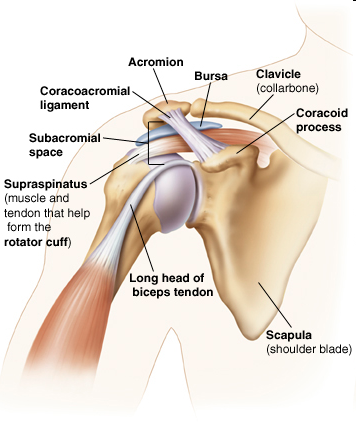 Acromion
Bursa
Clavicle
(collarbone)
Coracoacromial
ligament
Coracoid
process
Subacromial
space
Supraspinatus
(muscle and
tendon that help
form the
rotator cuff)
Long head of
biceps tendon
Scapula
(shoulder blade)